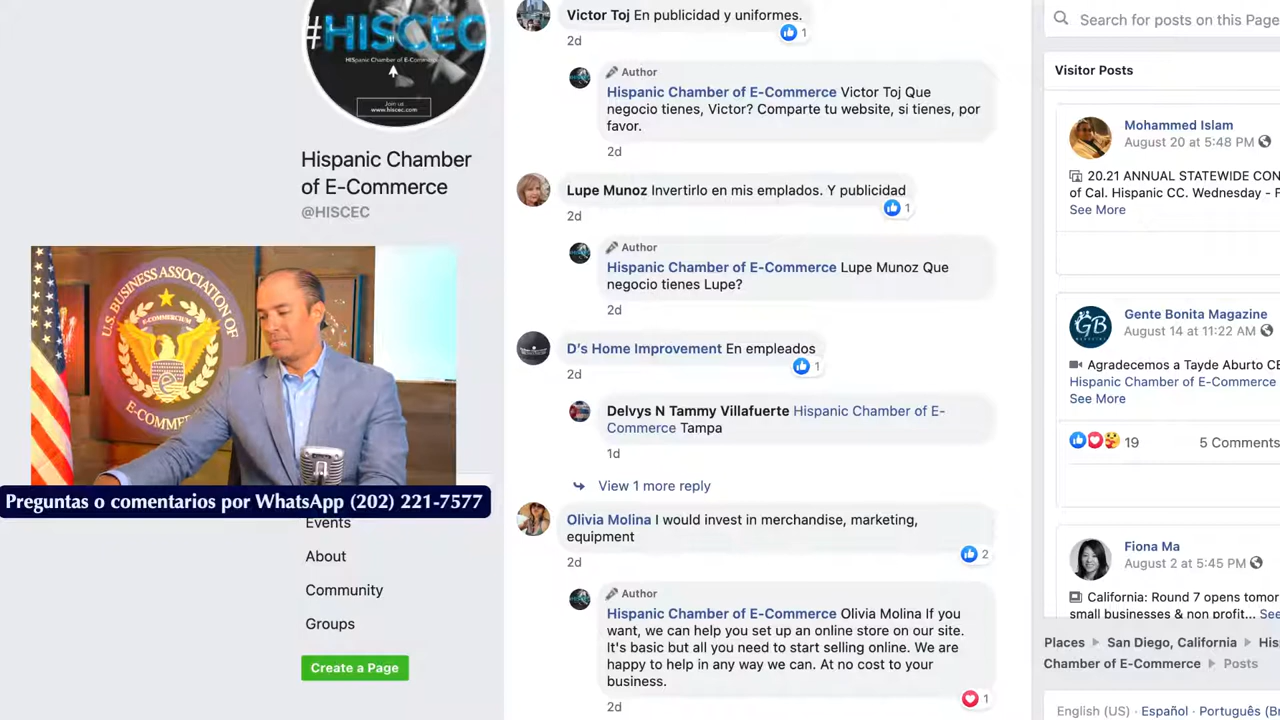 #HISCEC
HISpanic Chamber of E-Commerce
Join us
www.hiscec.com
Hispanic Chamber
of E-Commerce
@HISCEC
U.S. BUSINESS ASSOCIATION OF
E-COMMERCIUM
E-COMMER
Preguntas o comentarios por WhatsApp (202) 221-7577
Events
About
Community
Groups
Create a Page
Victor Toj En publicidad y uniformes.
1
2d
Author
Hispanic Chamber of E-Commerce Victor Toj Que
negocio tienes, Victor? Comparte tu website, si tienes, por
favor.
2d
Lupe Munoz Invertirlo en mis emplados. Y publicidad
1
2d
Author
Hispanic Chamber of E-Commerce Lupe Munoz Que
negocio tienes Lupe?
2d
D's Home Improvement En empleados
1
2d
Delvys N Tammy Villafuerte Hispanic Chamber of E-
Commerce Tampa
1d
View 1 more reply
Olivia Molina I would invest in merchandise, marketing,
equipment
2
2d
Author
Hispanic Chamber of E-Commerce Olivia Molina If you
want, we can help you set up an online store on our site.
It's basic but all you need to start selling online. We are
happy to help in any way we can. At no cost to your
business.
1
2d
Search for posts on this Page
Visitor Posts
Mohammed Islam
August 20 at 5:48 PM
20.21 ANNUAL STATEWIDE CON
of Cal. Hispanic CC. Wednesday -
See More
Gente Bonita Magazine
GB
August 14 at 11:22 AM
Agradecemos a Tayde Aburto CE
Hispanic Chamber of E-Commerce
See More
19
5 Comments
Fiona Ma
August 2 at 5:45 PM
California: Round 7 opens tomor
small businesses & non profit... See
Places San Diego, California His
Chamber of E-Commerce Posts
English (US) · Español · Português (B